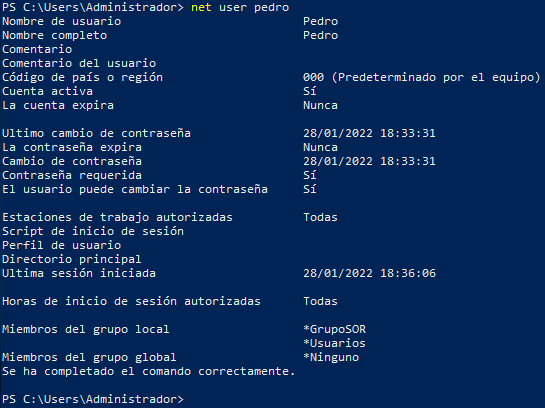 PS C:\Users\Administrador> net user pedro
Nombre de usuario Pedro
Nombre completo Pedro
Comentario
Comentario del usuario
Código de país o región 000 (Predeterminado por el equipo)
Cuenta activa Sí
La cuenta expira Nunca
Ultimo cambio de contraseña 28/01/2022 18:33:31
La contraseña expira Nunca
Cambio de contraseña 28/01/2022 18:33:31
Contraseña requerida Sí
El usuario puede cambiar la contraseña Sí
Estaciones de trabajo autorizadas Todas
Script de inicio de sesión
Perfil de usuario
Directorio principal
Ultima sesión iniciada 28/01/2022 18:36:06
Horas de inicio de sesión autorizadas Todas
Miembros del grupo local *GrupoSOR
*Usuarios
Miembros del grupo global *Ninguno
Se ha completado el comando correctamente.
PS C:\Users\Administrador>